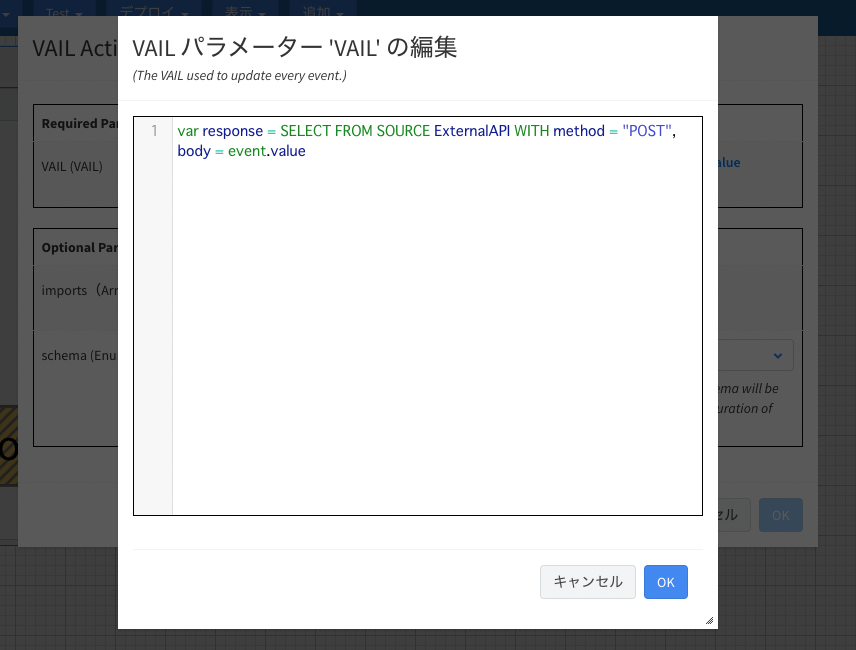 Test デプロイ 表示 追加
VAIL Acti
VAIL パラメーター 'VAIL' の編集
(The VAIL used to update every event.)
Required Par
1 var response = SELECT FROM SOURCE ExternalAPI WITH method = "POST",
body = event.value
VAIL (VAIL)
alue
Optional Par
imports（Arr
schema (Enu
ema will be
uration of
セル OK
キャンセル OK